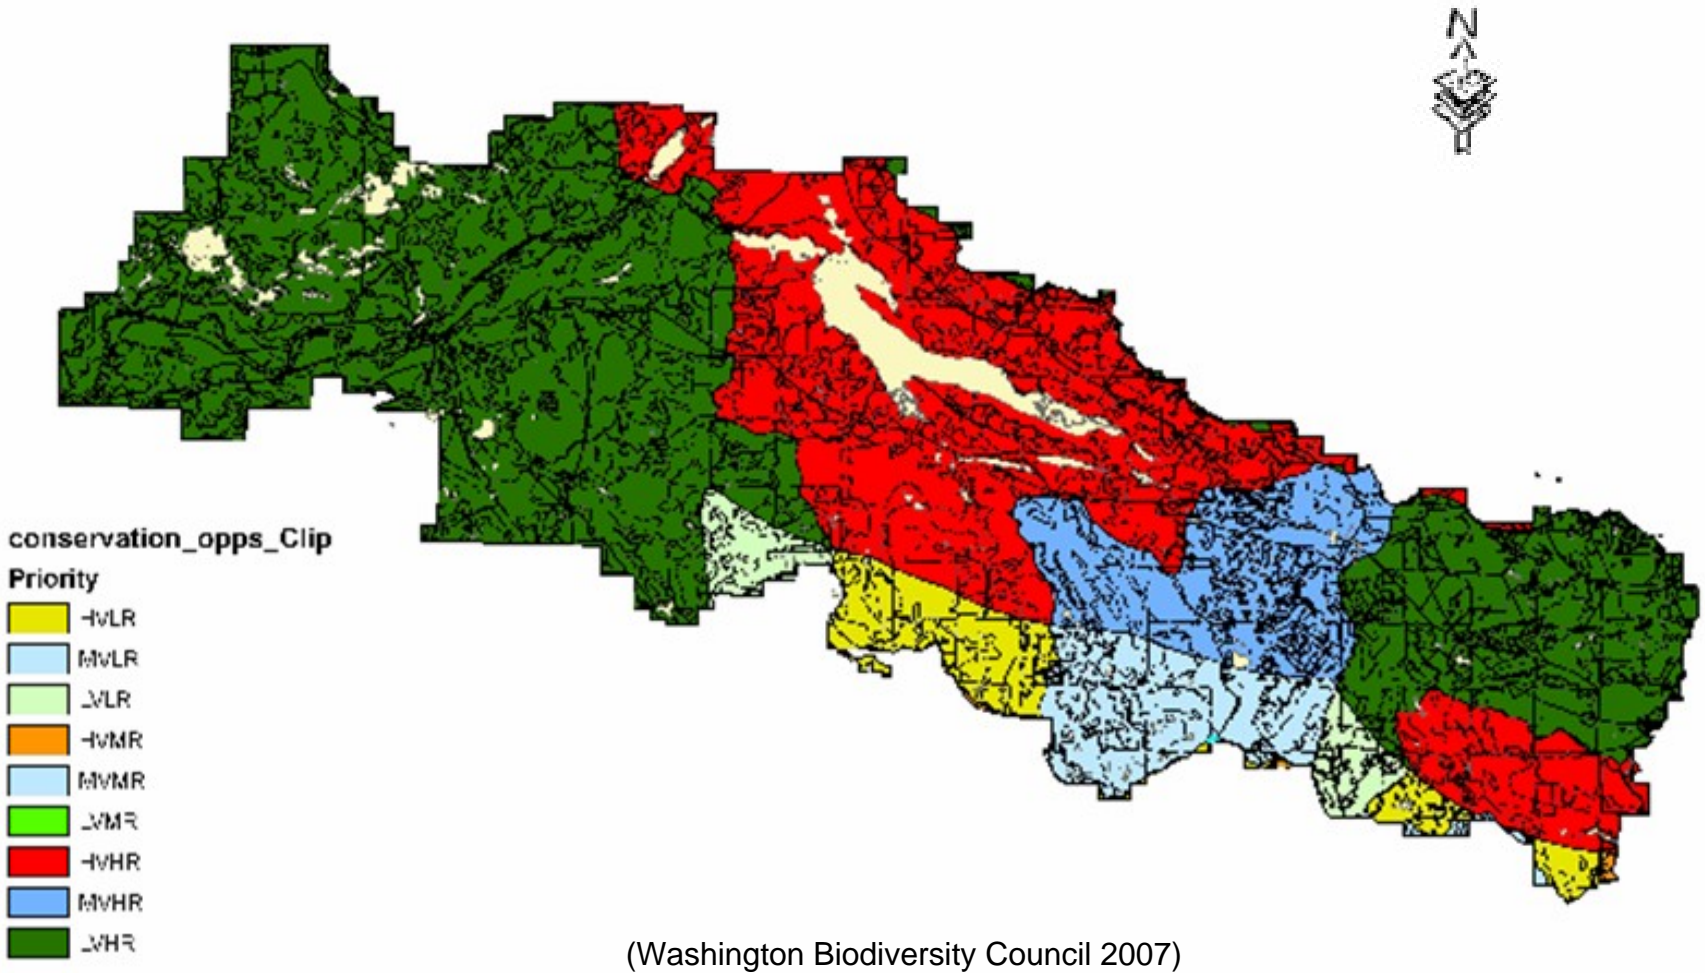 N
conservation_opps_Clip
Priority
HVLR
MVLR
LVLR
HVMR
MVMR
LVMR
HVHR
MVHR
LVHR
(Washington Biodiversity Council 2007)